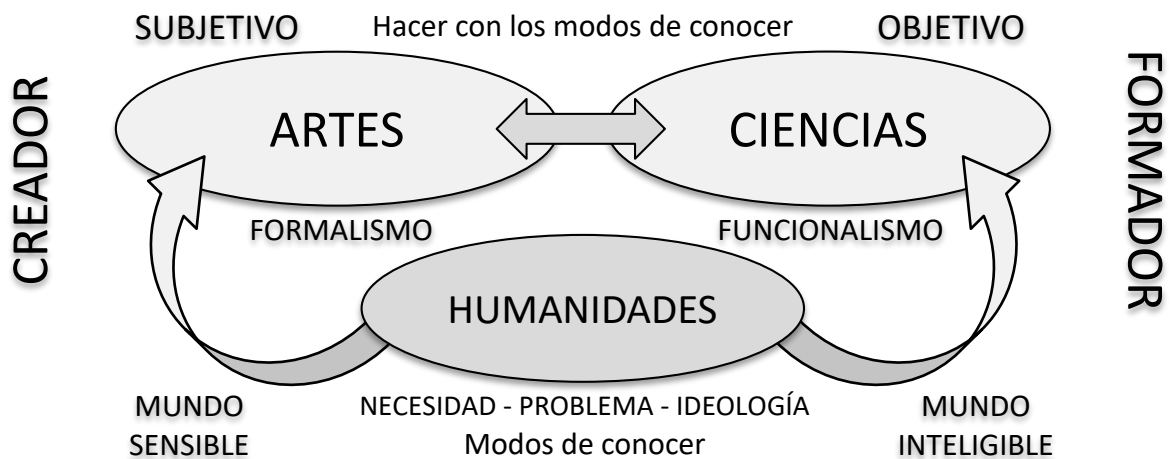 SUBJETIVO
Hacer con los modos de conocer
OBJETIVO
CREADOR
ARTES
CIENCIAS
FORMADOR
FORMALISMO
FUNCIONALISMO
HUMANIDADES
MUNDO
SENSIBLE
NECESIDAD - PROBLEMA - IDEOLOGÍA
Modos de conocer
MUNDO
INTELIGIBLE